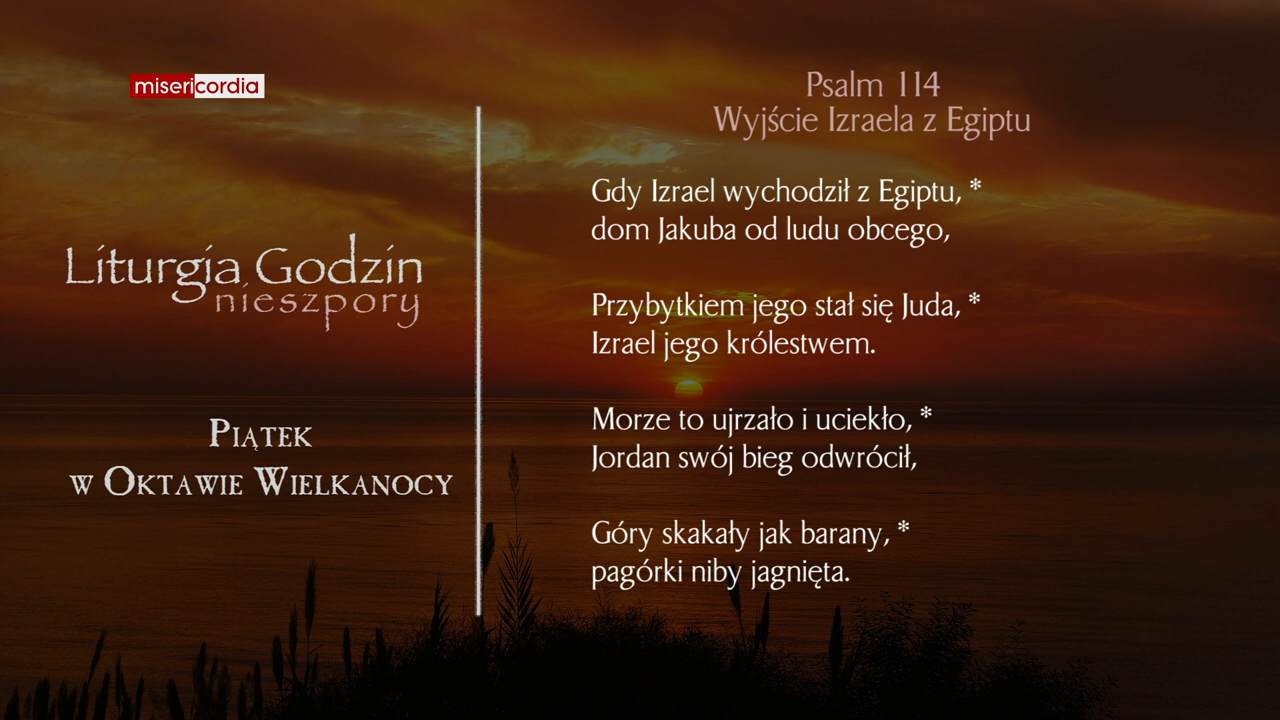 misericordia
Liturgia Godzin
nieszpory
Piątek
w Oktawie Wielkanocy
Psalm 114
Wyjście Izraela z Egiptu
Gdy Izrael wychodził z Egiptu, *
dom Jakuba od ludu obcego,
Przybytkiem jego stał się Juda, *
Izrael jego królestwem.
Morze to ujrzało i uciekło, *
Jordan swój bieg odwrócił,
Góry skakały jak barany, *
pagórki niby jagnięta.